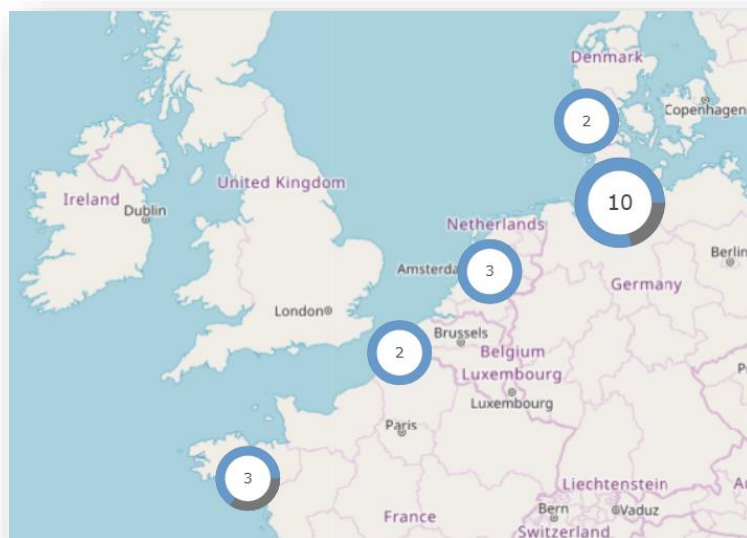 Denmark
2
Copenhagen
10
United Kingdom
Ireland
Dublin
Netherlands
Amsterda
3
Berlin
Germany
London
2
Brussels
Belgium
Luxembourg
Luxembourg
Paris
3
Liechtenstein
Bern
Vaduz
France
Switzerland